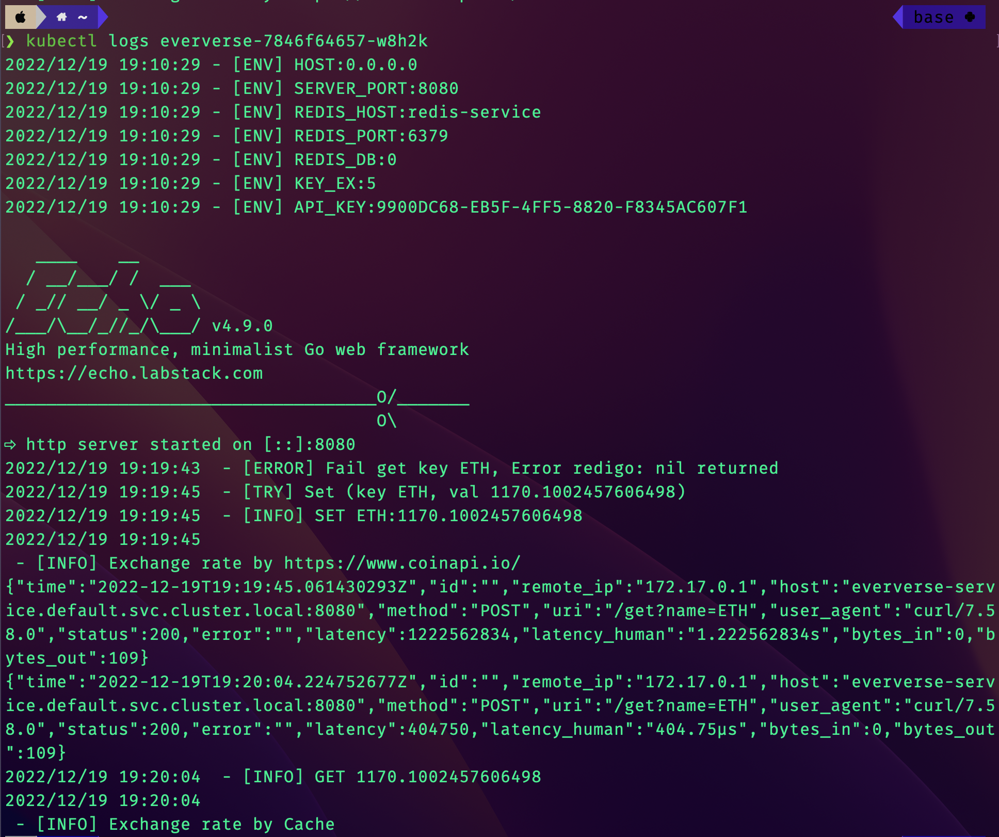 ~ base
❯ kubectl logs eververse-7846f64657-w8h2k
2022/12/19 19:10:29 - [ENV] HOST:0.0.0.0
2022/12/19 19:10:29 - [ENV] SERVER_PORT:8080
2022/12/19 19:10:29 - [ENV] REDIS_HOST:redis-service
2022/12/19 19:10:29 - [ENV] REDIS_PORT:6379
2022/12/19 19:10:29 - [ENV] REDIS_DB:0
2022/12/19 19:10:29 - [ENV] KEY_EX:5
2022/12/19 19:10:29 - [ENV] API_KEY:9900DC68-EB5F-4FF5-8820-F8345AC607F1
   ____    __
  / __/___/ /  ___
 / _// __/ _ \/ _ \
/___/\__/_//_/\___/ v4.9.0
High performance, minimalist Go web framework
https://echo.labstack.com
____________________________________O/_______
                                    O\
⇨ http server started on [::]:8080
2022/12/19 19:19:43  - [ERROR] Fail get key ETH, Error redigo: nil returned
2022/12/19 19:19:45  - [TRY] Set (key ETH, val 1170.1002457606498)
2022/12/19 19:19:45  - [INFO] SET ETH:1170.1002457606498
2022/12/19 19:19:45
 - [INFO] Exchange rate by https://www.coinapi.io/
{"time":"2022-12-19T19:19:45.061430293Z","id":"","remote_ip":"172.17.0.1","host":"eververse-serv
ice.default.svc.cluster.local:8080","method":"POST","uri":"/get?name=ETH","user_agent":"curl/7.5
8.0","status":200,"error":"","latency":1222562834,"latency_human":"1.222562834s","bytes_in":0,"b
ytes_out":109}
{"time":"2022-12-19T19:20:04.224752677Z","id":"","remote_ip":"172.17.0.1","host":"eververse-serv
ice.default.svc.cluster.local:8080","method":"POST","uri":"/get?name=ETH","user_agent":"curl/7.5
8.0","status":200,"error":"","latency":404750,"latency_human":"404.75µs","bytes_in":0,"bytes_out
":109}
2022/12/19 19:20:04  - [INFO] GET 1170.1002457606498
2022/12/19 19:20:04
 - [INFO] Exchange rate by Cache